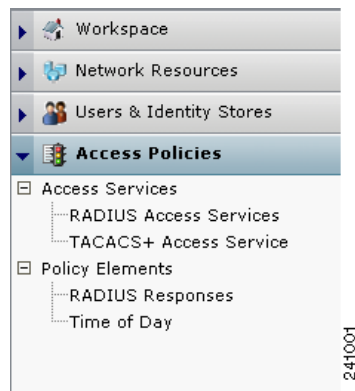 Workspace
Network Resources
Users & Identity Stores
Access Policies
Access Services
RADIUS Access Services
TACACS+ Access Service
Policy Elements
RADIUS Responses
Time of Day
241001